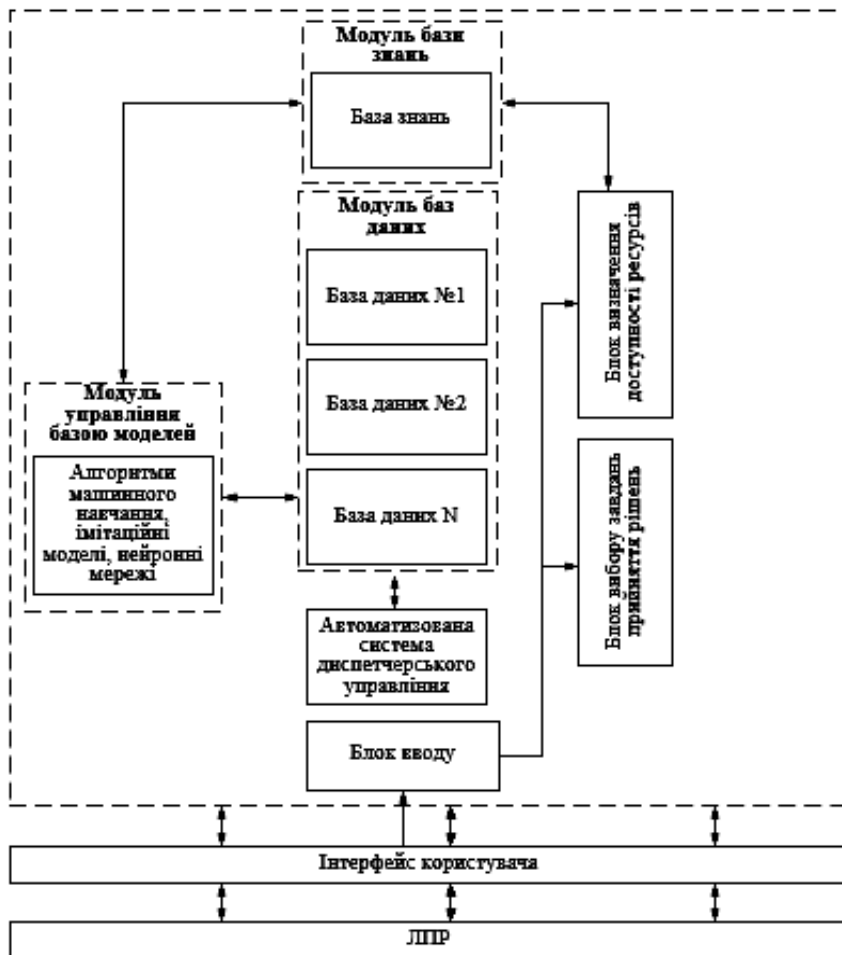 Модуль бази
знань
База знань
Модуль баз
даних
База даних №1
База даних №2
База даних N
Модуль
управління
базою моделей
Алгоритми
машинного
навчання,
імітаційні
моделі, нейронні
мережі
Блок визначення
доступності ресурсів
Блок вибору завдань
прийняття рішень
Автоматизована
система
диспетчерського
управління
Блок вводу
Інтерфейс користувача
ЛПР